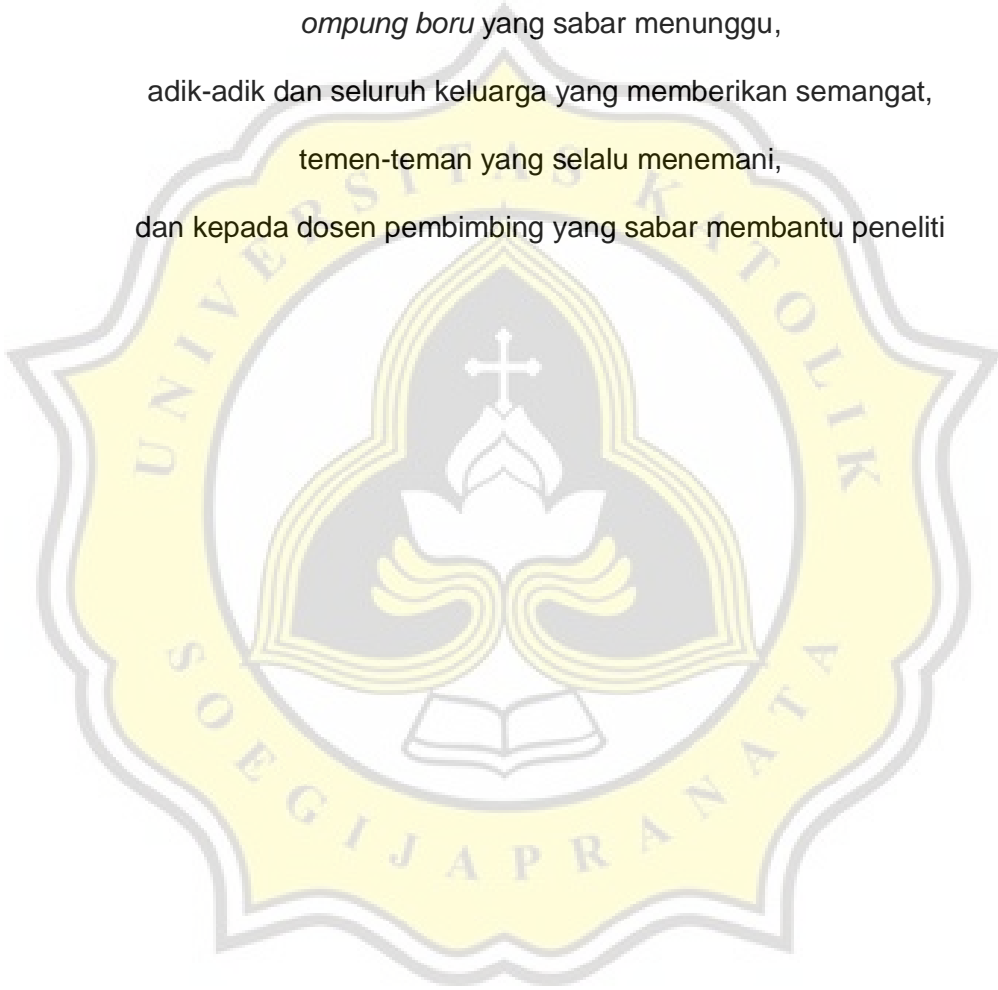 ompung boru yang sabar menunggu,
adik-adik dan seluruh keluarga yang memberikan semangat,
temen-teman yang selalu menemani,
dan kepada dosen pembimbing yang sabar membantu peneliti
UNIVERSITAS KATOLIK
SOEGIJAPRANATA